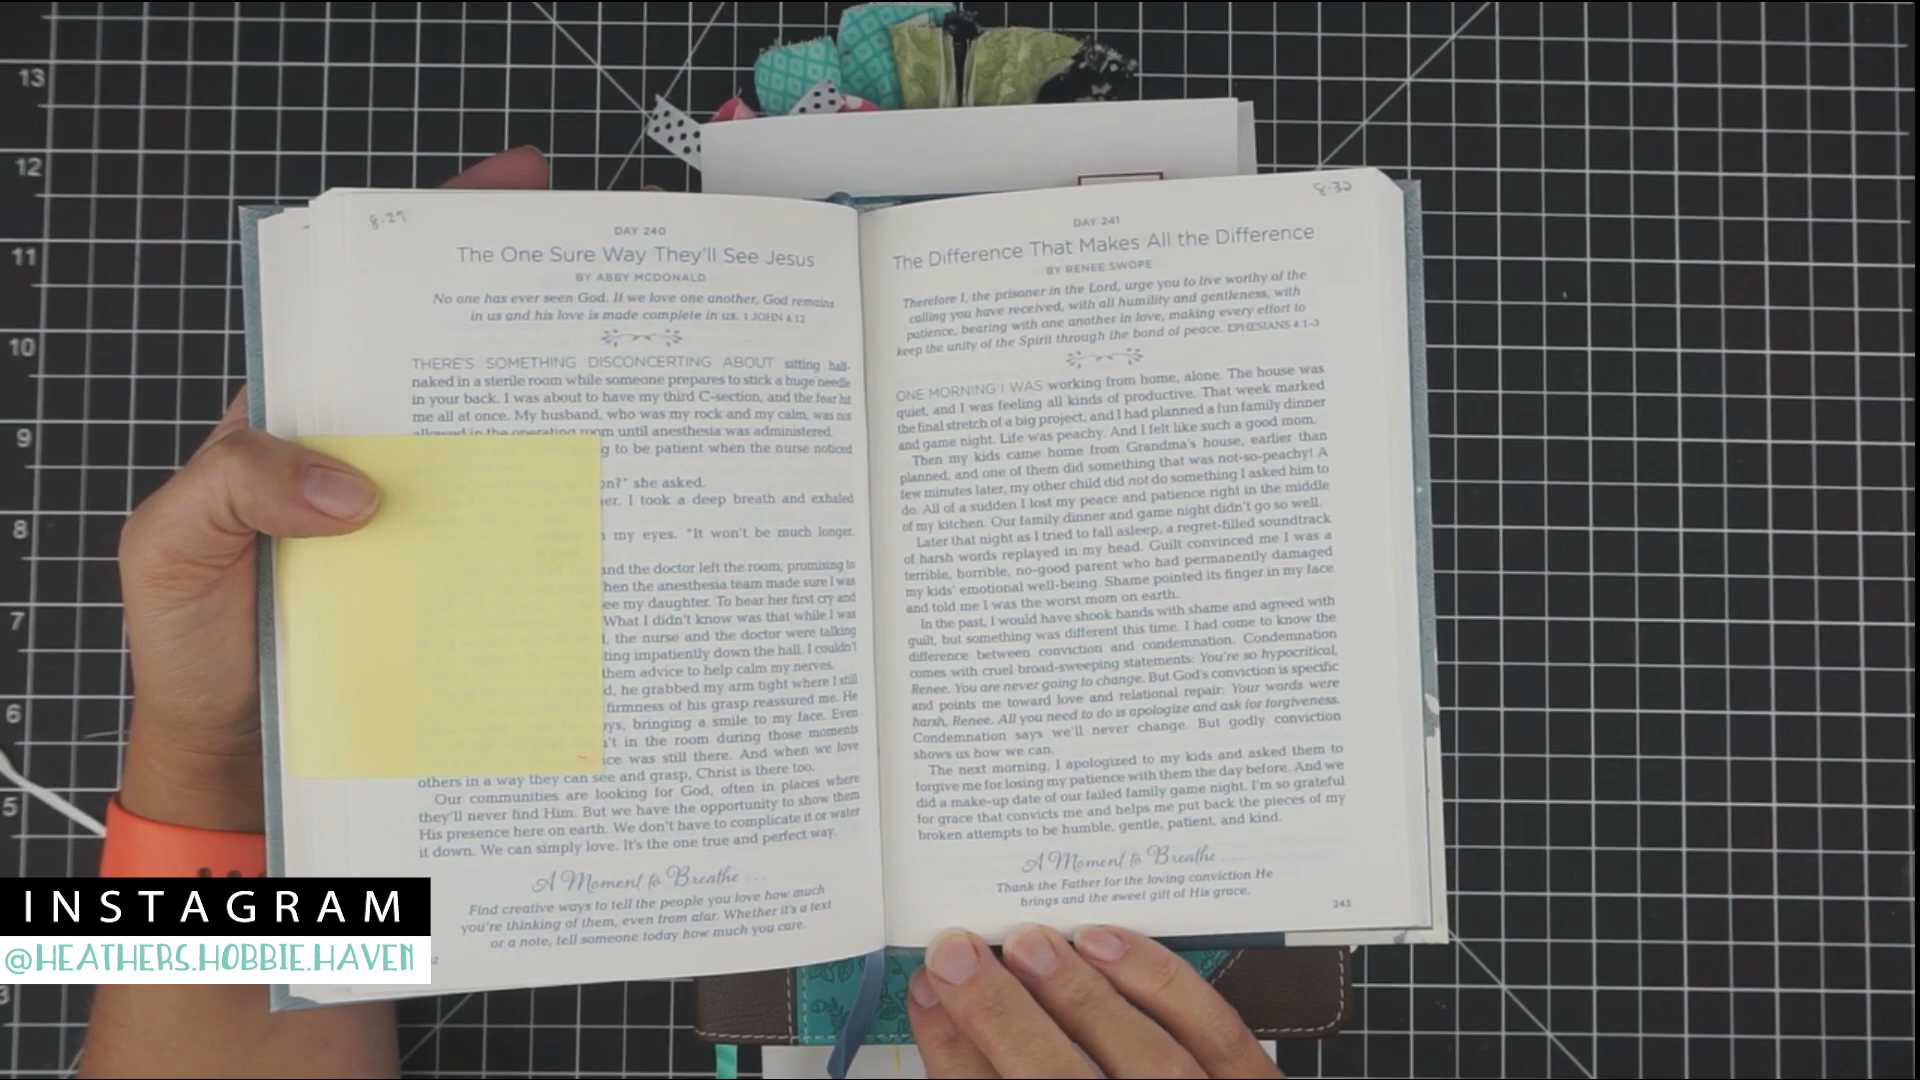 13
12
11
10
9
8
7
6
5
3
8-29
DAY 240
The One Sure Way They'll See Jesus
BY ABBY MCDONALD
No one has ever seen God. If we love one another, God remains
in us and his love is made complete in us. 1 JOHN 4:12
THERE'S SOMETHING DISCONCERTING ABOUT sitting half-
naked in a sterile room while someone prepares to stick a huge needle
in your back. I was about to have my third C-section, and the fear hit
me all at once. My husband, who was my rock and my calm, was not
allowed in the operating room until anesthesia was administered.
g to be patient when the nurse noticed
on?" she asked.
er. I took a deep breath and exhaled
my eyes. "It won't be much longer.
and the doctor left the room, promising to
hen the anesthesia team made sure I was
ee my daughter. To hear her first cry and
What I didn't know was that while I was
, the nurse and the doctor were talking
ting impatiently down the hall. I couldn't
them advice to help calm my nerves.
d, he grabbed my arm tight where I still
firmness of his grasp reassured me. He
ys, bringing a smile to my face. Even
't in the room during those moments
ce was still there. And when we love
others in a way they can see and grasp, Christ is there too.
Our communities are looking for God, often in places where
they'll never find Him. But we have the opportunity to show them
His presence here on earth. We don't have to complicate it or water
it down. We can simply love. It's the one true and perfect way.
A Moment to Breathe . . .
Find creative ways to tell the people you love how much
you're thinking of them, even from afar. Whether it's a text
or a note, tell someone today how much you care.
8-30
DAY 241
The Difference That Makes All the Difference
BY RENEE SWOPE
Therefore I, the prisoner in the Lord, urge you to live worthy of the
calling you have received, with all humility and gentleness, with
patience, bearing with one another in love, making every effort to
keep the unity of the Spirit through the bond of peace. EPHESIANS 4:1-3
ONE MORNING I WAS working from home, alone. The house was
quiet, and I was feeling all kinds of productive. That week marked
the final stretch of a big project, and I had planned a fun family dinner
and game night. Life was peachy. And I felt like such a good mom.
Then my kids came home from Grandma's house, earlier than
planned, and one of them did something that was not-so-peachy! A
few minutes later, my other child did not do something I asked him to
do. All of a sudden I lost my peace and patience right in the middle
of my kitchen. Our family dinner and game night didn't go so well.
Later that night as I tried to fall asleep, a regret-filled soundtrack
of harsh words replayed in my head. Guilt convinced me I was a
terrible, horrible, no-good parent who had permanently damaged
my kids' emotional well-being. Shame pointed its finger in my face
and told me I was the worst mom on earth.
In the past, I would have shook hands with shame and agreed with
guilt, but something was different this time. I had come to know the
difference between conviction and condemnation. Condemnation
comes with cruel broad-sweeping statements: You're so hypocritical,
Renee. You are never going to change. But God's conviction is specific
and points me toward love and relational repair: Your words were
harsh, Renee. All you need to do is apologize and ask for forgiveness.
Condemnation says we'll never change. But godly conviction
shows us how we can.
The next morning, I apologized to my kids and asked them to
forgive me for losing my patience with them the day before. And we
did a make-up date of our failed family game night. I'm so grateful
for grace that convicts me and helps me put back the pieces of my
broken attempts to be humble, gentle, patient, and kind.
A Moment to Breathe . . .
Thank the Father for the loving conviction He
brings and the sweet gift of His grace.
243
INSTAGRAM
@HEATHERS.HOBBIE.HAVEN